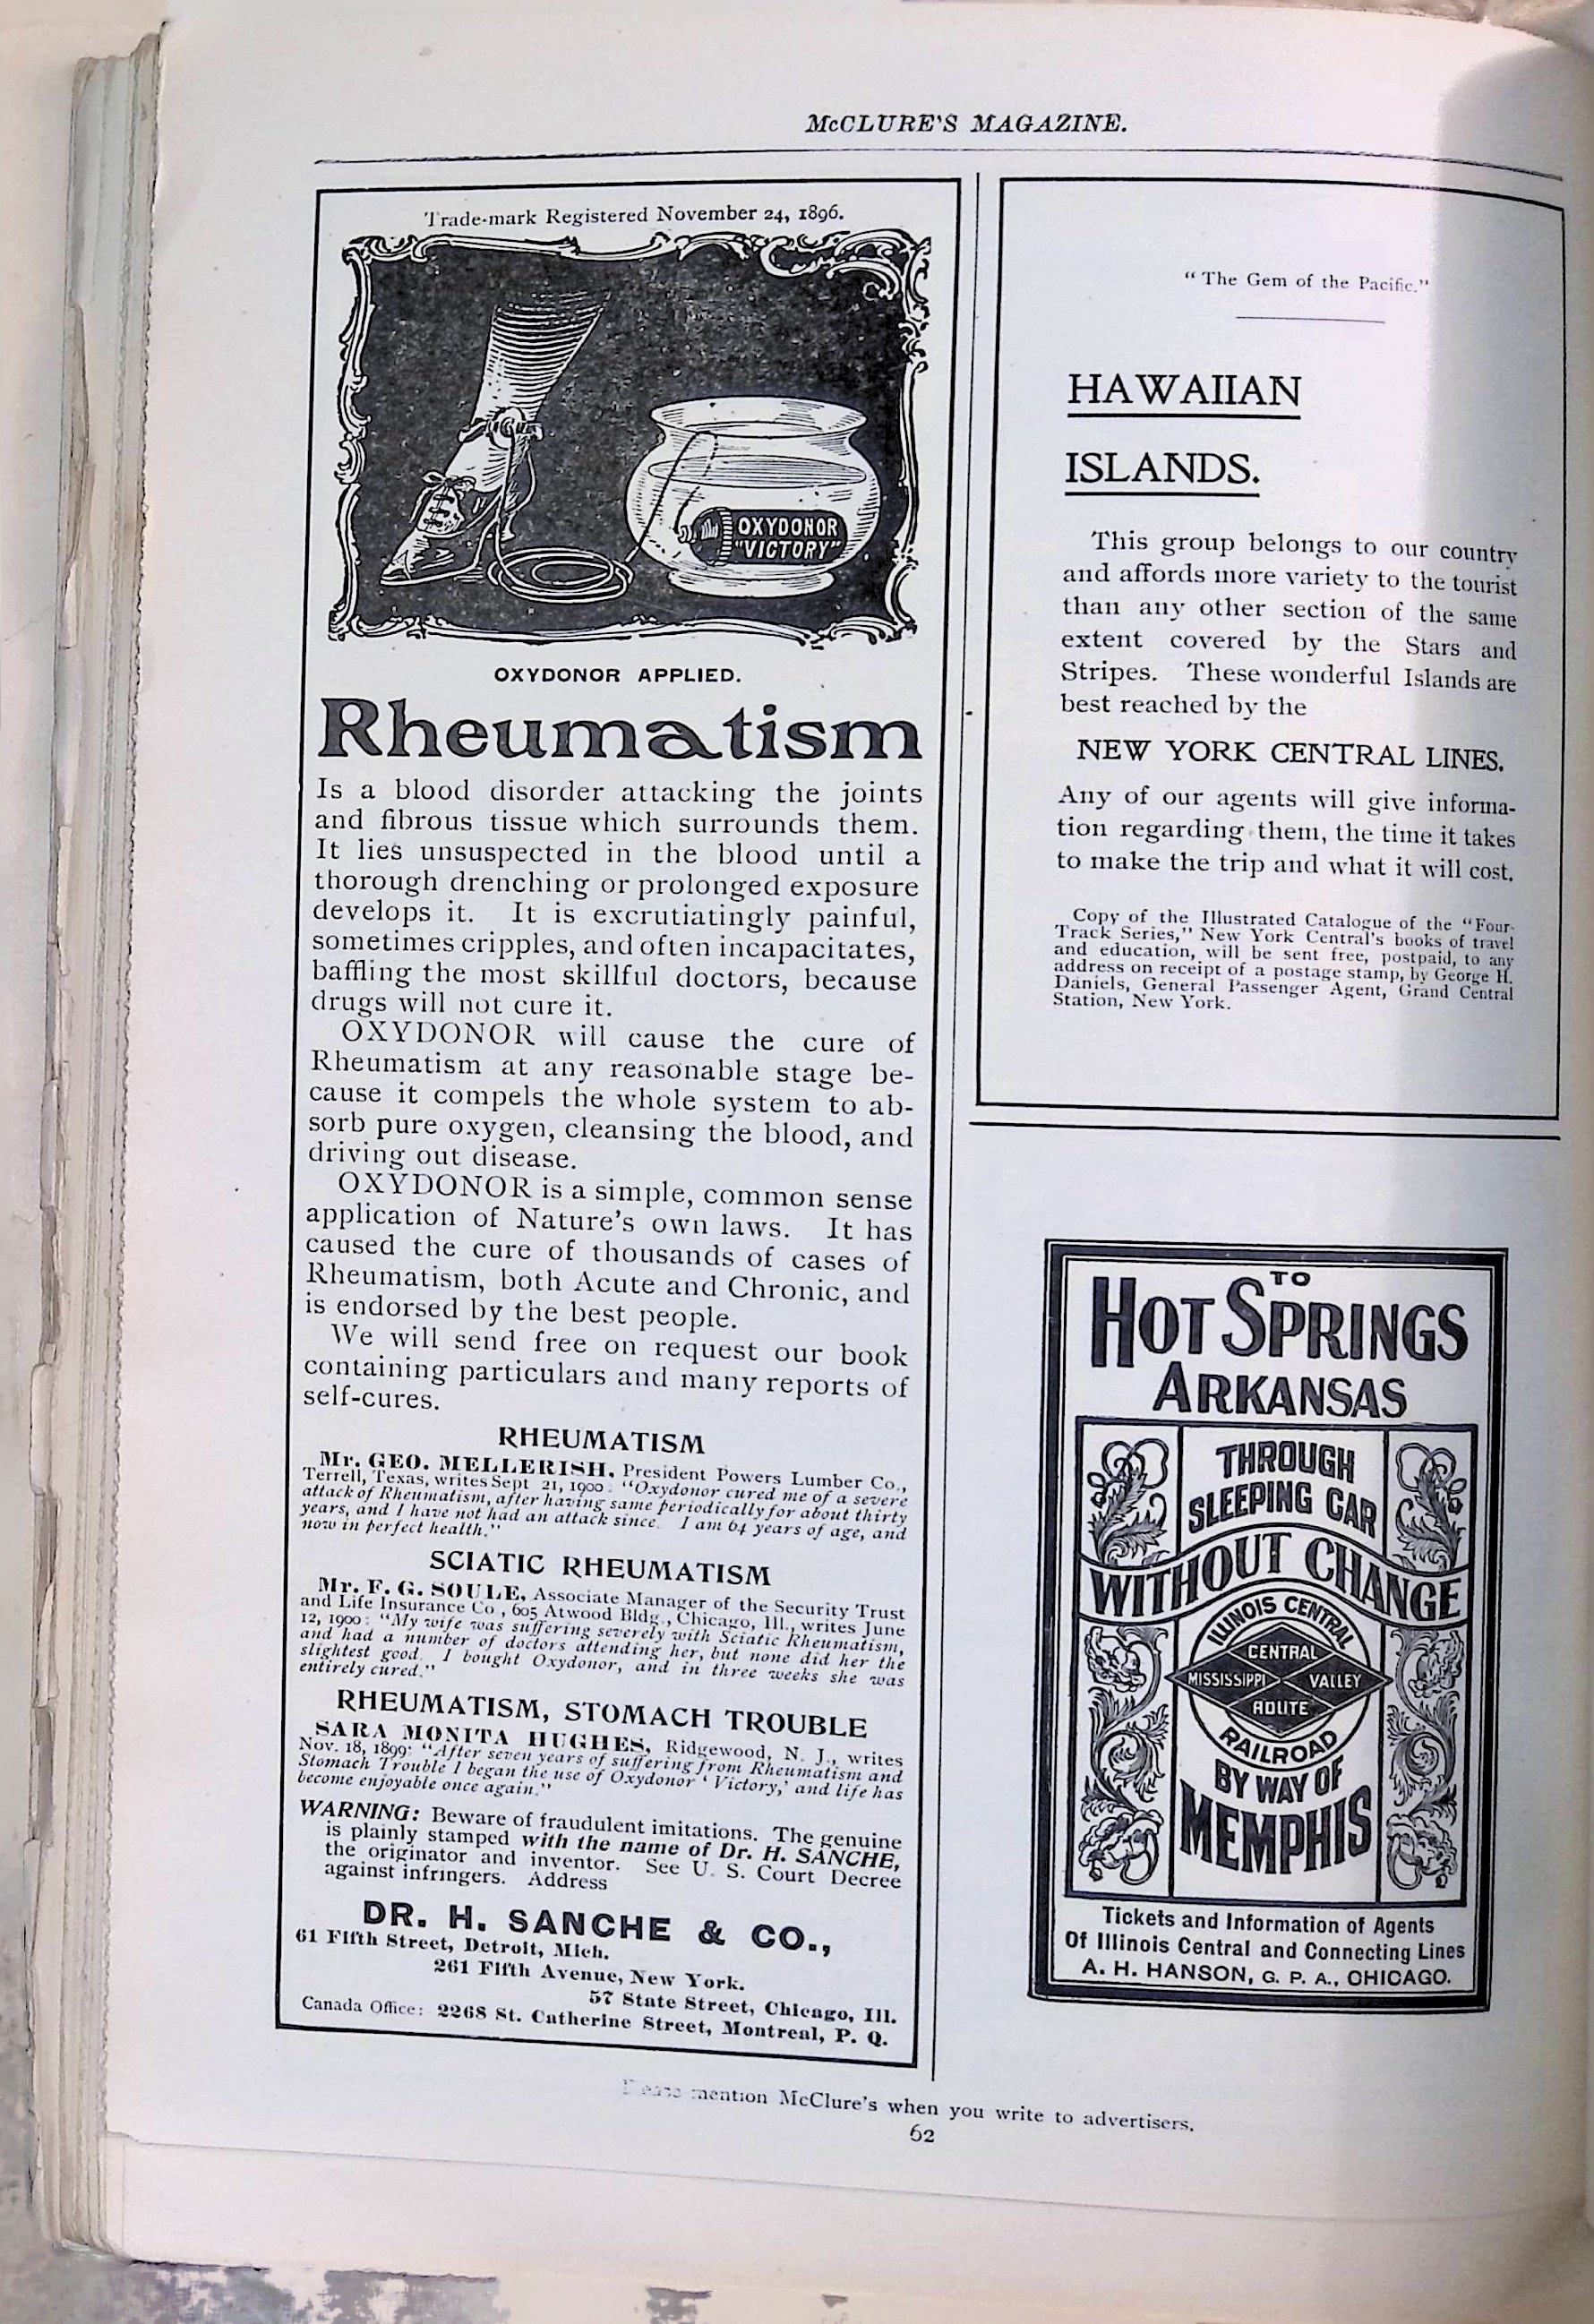 McCLURE'S MAGAZINE.
Trade-mark Registered November 24, 1896.
OXYDONOR
"VICTORY"
OXYDONOR APPLIED.
Rheumatism
Is a blood disorder attacking the joints
and fibrous tissue which surrounds them.
It lies unsuspected in the blood until a
thorough drenching or prolonged exposure
develops it. It is excrutiatingly painful,
sometimes cripples, and often incapacitates,
baffling the most skillful doctors, because
drugs will not cure it.
OXYDONOR will cause the cure of
Rheumatism at any reasonable stage be-
cause it compels the whole system to ab-
sorb pure oxygen, cleansing the blood, and
driving out disease.
OXYDONOR is a simple, common sense
application of Nature's own laws. It has
caused the cure of thousands of cases of
Rheumatism, both Acute and Chronic, and
is endorsed by the best people.
We will send free on request our book
containing particulars and many reports of
self-cures.
RHEUMATISM
Mr. GEO. MELLERISH, President Powers Lumber Co.,
Terrell, Texas, writes Sept. 21, 1900: "Oxydonor cured me of a severe
attack of Rheumatism, after having same periodically for about thirty
years, and I have not had an attack since. I am 64 years of age, and
now in perfect health."
SCIATIC RHEUMATISM
Mr. F. G. SOULE, Associate Manager of the Security Trust
and Life Insurance Co., 605 Atwood Bldg., Chicago, Ill., writes June
12, 1900: "My wife was suffering severely with Sciatic Rheumatism,
and had a number of doctors attending her, but none did her the
slightest good. I bought Oxydonor, and in three weeks she was
entirely cured."
RHEUMATISM, STOMACH TROUBLE
SARA MONITA HUGHES, Ridgewood, N. J., writes
Nov. 18, 1899: "After seven years of suffering from Rheumatism and
Stomach Trouble I began the use of Oxydonor 'Victory,' and life has
become enjoyable once again."
WARNING: Beware of fraudulent imitations. The genuine
is plainly stamped with the name of Dr. H. SANCHE,
the originator and inventor. See U. S. Court Decree
against infringers. Address
DR. H. SANCHE & CO.,
61 Fifth Street, Detroit, Mich.
261 Fifth Avenue, New York.
57 State Street, Chicago, Ill.
Canada Office: 2268 St. Catherine Street, Montreal, P. Q.
"The Gem of the Pacific."
HAWAIIAN
ISLANDS.
This group belongs to our country
and affords more variety to the tourist
than any other section of the same
extent covered by the Stars and
Stripes. These wonderful Islands are
best reached by the
NEW YORK CENTRAL LINES.
Any of our agents will give informa-
tion regarding them, the time it takes
to make the trip and what it will cost.
Copy of the Illustrated Catalogue of the "Four-
Track Series," New York Central's books of travel
and education, will be sent free, postpaid, to any
address on receipt of a postage stamp, by George H.
Daniels, General Passenger Agent, Grand Central
Station, New York.
TO
HOT SPRINGS
ARKANSAS
THROUGH
SLEEPING CAR
WITHOUT CHANGE
ILLINOIS CENTRAL
CENTRAL
MISSISSIPPI VALLEY
ROUTE
RAILROAD
BY WAY OF
MEMPHIS
Tickets and Information of Agents
Of Illinois Central and Connecting Lines
A. H. HANSON, G. P. A., CHICAGO.
Please mention McClure's when you write to advertisers.
62